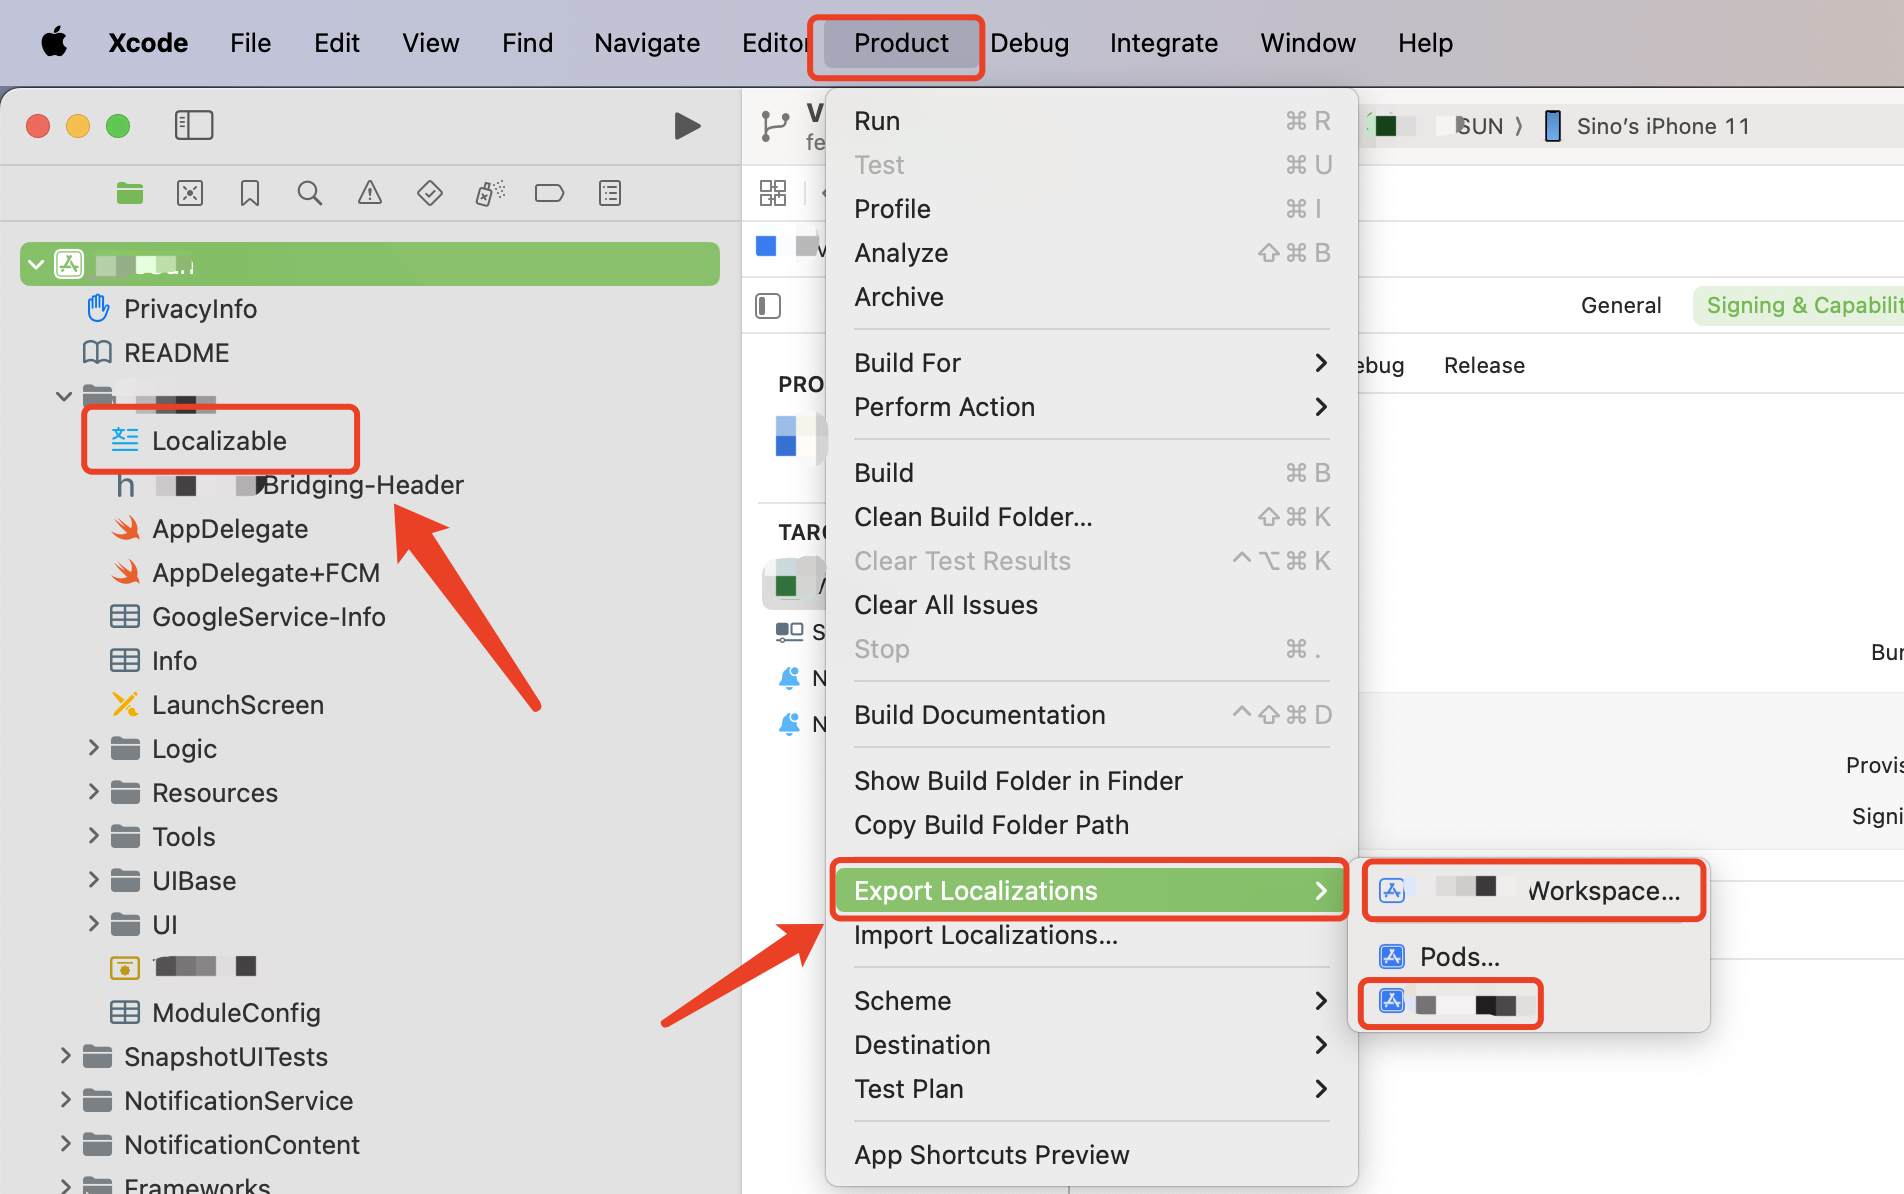 Xcode File Edit View Find Navigate Editor Product Debug Integrate Window Help
SUN 〉 Sino's iPhone 11
PrivacyInfo
README
Localizable
Bridging-Header
AppDelegate
AppDelegate+FCM
GoogleService-Info
Info
LaunchScreen
Logic
Resources
Tools
UIBase
UI
ModuleConfig
SnapshotUITests
NotificationService
NotificationContent
Frameworks
V
fe
PRO
TARG
S
N
N
Run ⌘ R
Test ⌘ U
Profile ⌘ I
Analyze ⇧ ⌘ B
Archive
Build For
Perform Action
Build ⌘ B
Clean Build Folder... ⇧ ⌘ K
Clear Test Results ^ ⌥ ⌘ K
Clear All Issues
Stop ⌘ .
Build Documentation ^ ⇧ ⌘ D
Show Build Folder in Finder
Copy Build Folder Path
Export Localizations
Import Localizations...
Scheme
Destination
Test Plan
App Shortcuts Preview
Workspace...
Pods...
General Signing & Capabilit
ebug Release
Bun
Provis
Signi